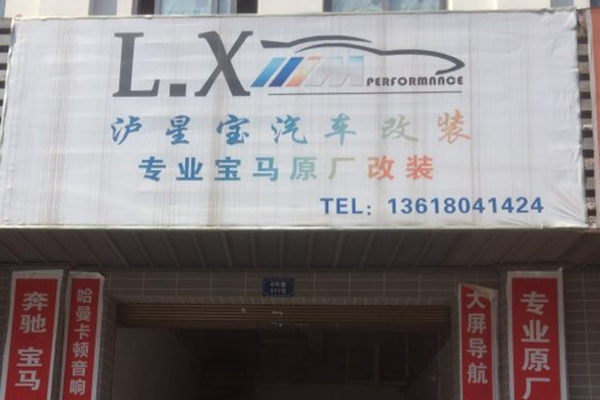 L.X M PERFORMANCE
泸星宝汽车改装
专业宝马原厂改装
TEL: 13618041424
奔驰 宝马
哈曼卡顿音响
大屏导航
专业原厂